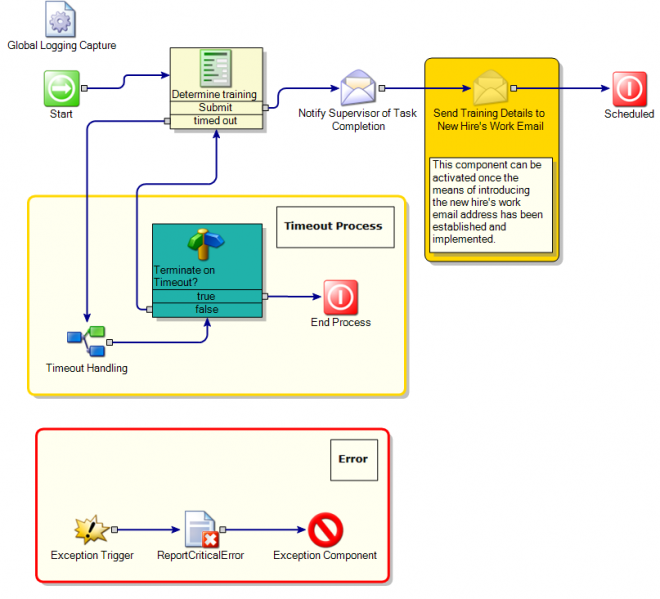 Global Logging Capture
Start
Determine training
Submit
timed out
Notify Supervisor of Task
Completion
Send Training Details to
New Hire's Work Email
Scheduled
This component can be
activated once the
means of introducing
the new hire's work
email address has been
established and
implemented.
Timeout Process
Terminate on
Timeout?
true
false
End Process
Timeout Handling
Error
Exception Trigger
ReportCriticalError
Exception Component